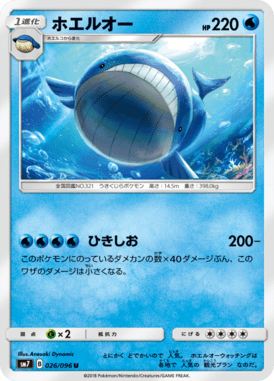 1進化 ホエルオー HP220
ホエルコから進化
全国図鑑NO.321 うきくじらポケモン 高さ:14.5m 重さ:398.0kg
ひきしお 200-
このポケモンにのっているダメカンの数×40ダメージぶん、この
ワザのダメージは小さくなる。
弱点 ×2 抵抗力 にげる
Illus. Anesaki Dynamic
とにかく どでかいので 人気。 ホエルオーウォッチングは
各地で 人気の 観光プラン なのだ。
sm7 B 026/096 U
©2018 Pokémon/Nintendo/Creatures/GAME FREAK.